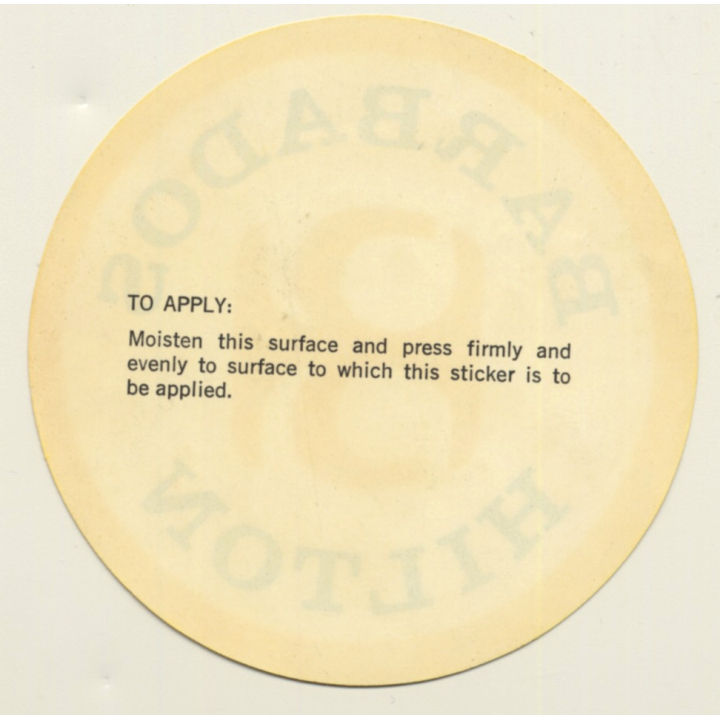 BARBADOS
TO APPLY:
Moisten this surface and press firmly and
evenly to surface to which this sticker is to
be applied.
HILTON